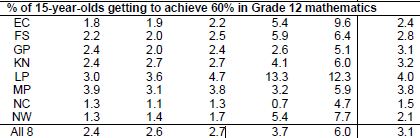 % of 15-year-olds getting to achieve 60% in Grade 12 mathematics
EC 1.8 1.9 2.2 5.4 9.6 2.4
FS 2.2 2.0 2.5 5.9 6.4 2.8
GP 2.4 2.0 2.4 2.6 5.1 3.1
KN 2.4 2.7 2.7 4.1 6.0 3.2
LP 3.0 3.6 4.7 13.3 12.3 4.0
MP 3.9 3.1 3.8 3.2 5.9 3.8
NC 1.3 1.1 1.3 0.7 4.7 1.5
NW 1.3 1.4 1.7 5.4 7.7 2.1
All 8 2.4 2.6 2.7 3.7 6.0 3.1